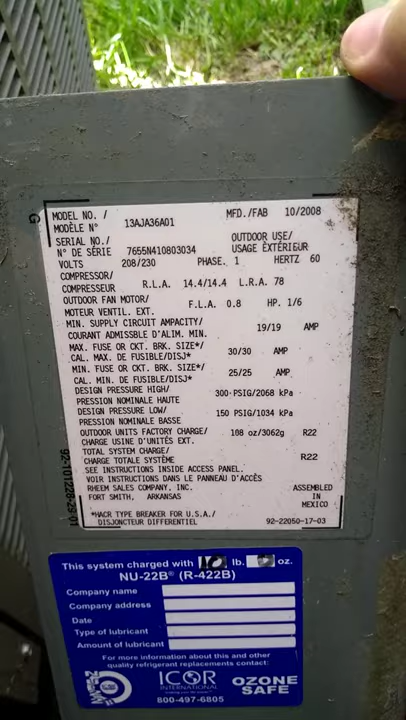 MODEL NO. / MFD./FAB 10/2008
MODÈLE N° 13AJA36A01
SERIAL NO./ OUTDOOR USE/
N° DE SÉRIE 7655N410803034 USAGE EXTÉRIEUR
VOLTS 208/230 PHASE. 1 HERTZ 60
COMPRESSOR/
COMPRESSEUR R.L.A. 14.4/14.4 L.R.A. 78
OUTDOOR FAN MOTOR/
MOTEUR VENTIL. EXT. F.L.A. 0.8 HP. 1/6
MIN. SUPPLY CIRCUIT AMPACITY/
COURANT ADMISSBLE D'ALIM. MIN. 19/19 AMP
MAX. FUSE OR CKT. BRK. SIZE*/
CAL. MAX. DE FUSIBLE/DISJ* 30/30 AMP
MIN. FUSE OR CKT. BRK. SIZE*/
CAL. MIN. DE FUSIBLE/DISJ* 25/25 AMP
DESIGN PRESSURE HIGH/
PRESSION NOMINALE HAUTE 300 PSIG/2068 kPa
DESIGN PRESSURE LOW/
PRESSION NOMINALE BASSE 150 PSIG/1034 kPa
OUTDOOR UNITS FACTORY CHARGE/
CHARGE USINE D'UNITÉS EXT. 108 oz/3062g R22
TOTAL SYSTEM CHARGE/
CHARGE TOTALE SYSTÈME R22
SEE INSTRUCTIONS INSIDE ACCESS PANEL.
VOIR INSTRUCTIONS DANS LE PANNEAU D'ACCÈS
RHEEM SALES COMPANY, INC. ASSEMBLED
FORT SMITH, ARKANSAS IN
MEXICO
*HACR TYPE BREAKER FOR U.S.A./
DISJONCTEUR DIFFERENTIEL 92-22050-17-03
G
92-101228-29-01
This system charged with lb. oz.
NU-22B® (R-422B)
Company name
Company address
Date
Type of lubricant
Amount of lubricant
For more information about this and
other quality refrigerant replacements contact:
ICOR
INTERNATIONAL
OZONE
SAFE
800-497-6805